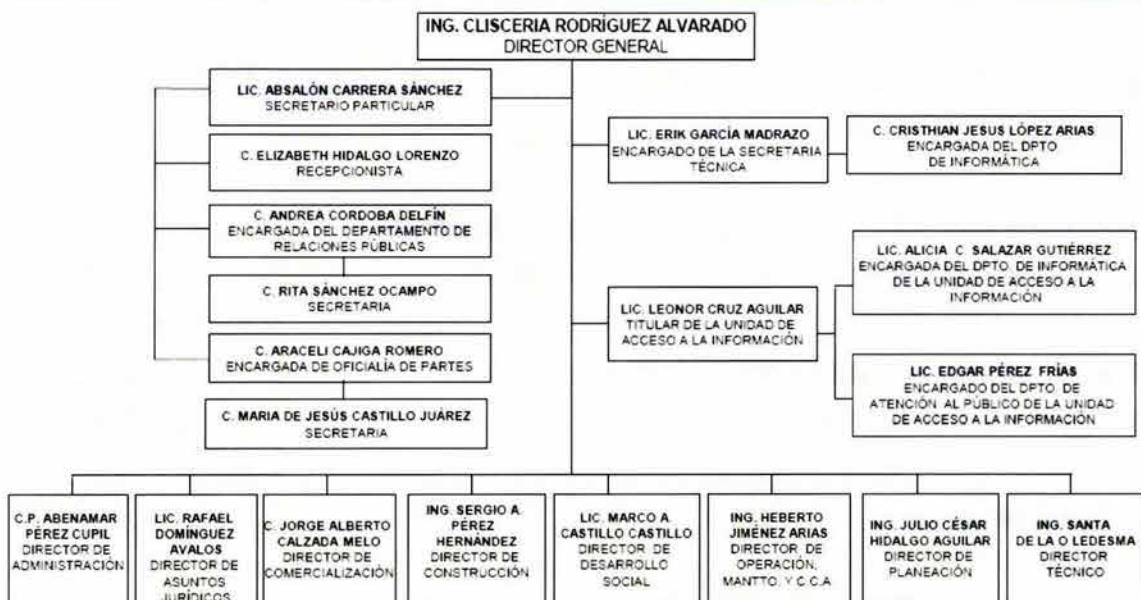 ING. CLISCERIA RODRÍGUEZ ALVARADO
DIRECTOR GENERAL
LIC. ABSALÓN CARRERA SÁNCHEZ
SECRETARIO PARTICULAR
C. ELIZABETH HIDALGO LORENZO
RECEPCIONISTA
C. ANDREA CORDOBA DELFÍN
ENCARGADA DEL DEPARTAMENTO DE
RELACIONES PÚBLICAS
C. RITA SÁNCHEZ OCAMPO
SECRETARIA
C. ARACELI CAJIGA ROMERO
ENCARGADA DE OFICIALÍA DE PARTES
C. MARIA DE JESÚS CASTILLO JUÁREZ
SECRETARIA
LIC. ERIK GARCÍA MADRAZO
ENCARGADO DE LA SECRETARIA
TÉCNICA
C. CRISTHIAN JESUS LÓPEZ ARIAS
ENCARGADA DEL DPTO
DE INFORMÁTICA
LIC. LEONOR CRUZ AGUILAR
TITULAR DE LA UNIDAD DE
ACCESO A LA INFORMACIÓN
LIC. ALICIA C SALAZAR GUTIÉRREZ
ENCARGADA DEL DPTO. DE INFORMÁTICA
DE LA UNIDAD DE ACCESO A LA
INFORMACIÓN
LIC. EDGAR PÉREZ FRÍAS
ENCARGADO DEL DPTO. DE
ATENCIÓN AL PÚBLICO DE LA UNIDAD
DE ACCESO A LA INFORMACIÓN
C.P. ABENAMAR
PÉREZ CUPIL
DIRECTOR DE
ADMINISTRACIÓN
LIC. RAFAEL
DOMÍNGUEZ
AVALOS
DIRECTOR DE
ASUNTOS
JURÍDICOS
C. JORGE ALBERTO
CALZADA MELO
DIRECTOR DE
COMERCIALIZACIÓN
ING. SERGIO A.
PÉREZ
HERNÁNDEZ
DIRECTOR DE
CONSTRUCCIÓN
LIC. MARCO A.
CASTILLO CASTILLO
DIRECTOR DE
DESARROLLO
SOCIAL
ING. HEBERTO
JIMÉNEZ ARIAS
DIRECTOR DE
OPERACIÓN,
MANTTO. Y C.C.A
ING. JULIO CÉSAR
HIDALGO AGUILAR
DIRECTOR DE
PLANEACIÓN
ING. SANTA
DE LA O LEDESMA
DIRECTOR
TÉCNICO